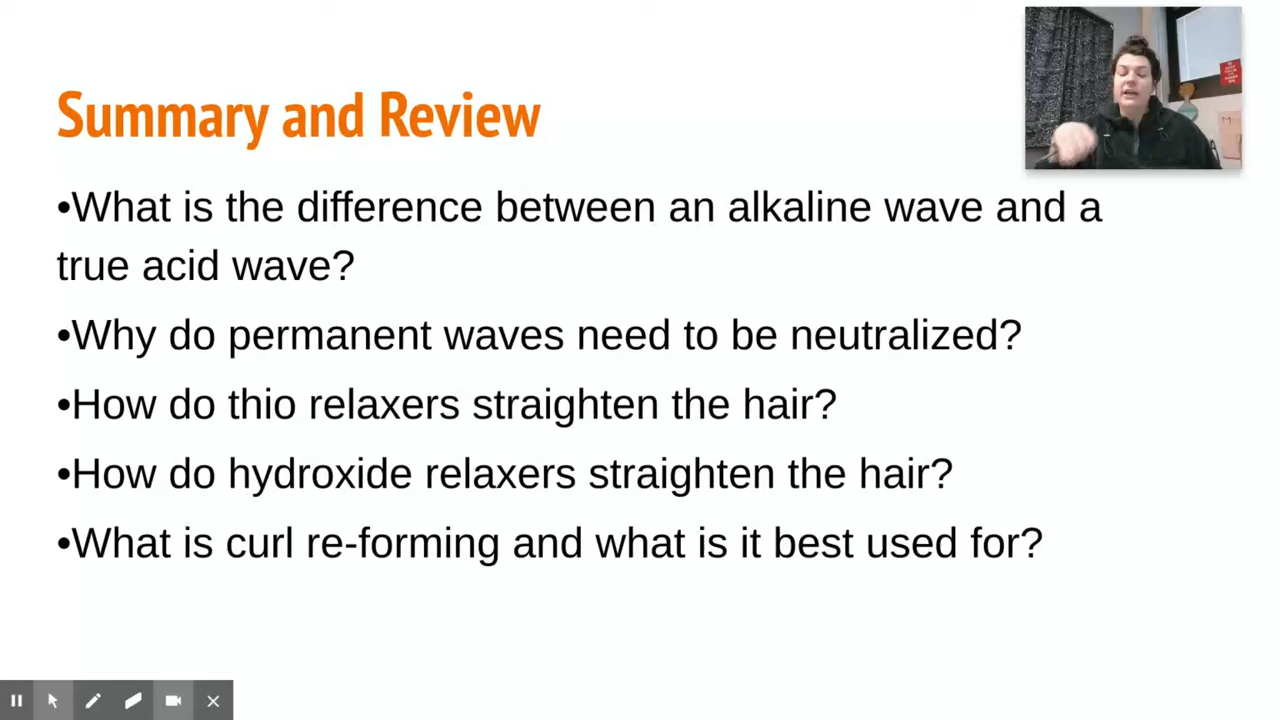 Summary and Review
•What is the difference between an alkaline wave and a
true acid wave?
•Why do permanent waves need to be neutralized?
•How do thio relaxers straighten the hair?
•How do hydroxide relaxers straighten the hair?
•What is curl re-forming and what is it best used for?